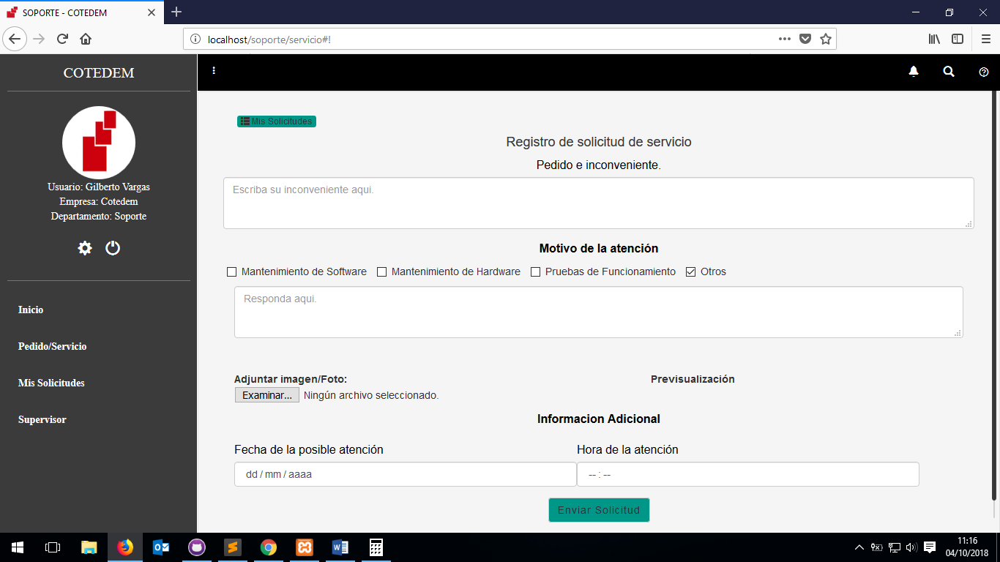 SOPORTE - COTEDEM
localhost/soporte/servicio#!
COTEDEM
Usuario: Gilberto Vargas
Empresa: Cotedem
Departamento: Soporte
Inicio
Pedido/Servicio
Mis Solicitudes
Supervisor
Mis Solicitudes
Registro de solicitud de servicio
Pedido e inconveniente.
Escriba su inconveniente aqui.
Motivo de la atención
Mantenimiento de Software Mantenimiento de Hardware Pruebas de Funcionamiento Otros
Responda aqui.
Adjuntar imagen/Foto: Previsualización
Examinar... Ningún archivo seleccionado.
Informacion Adicional
Fecha de la posible atención Hora de la atención
dd / mm / aaaa -- : --
Enviar Solicitud
11:16
04/10/2018